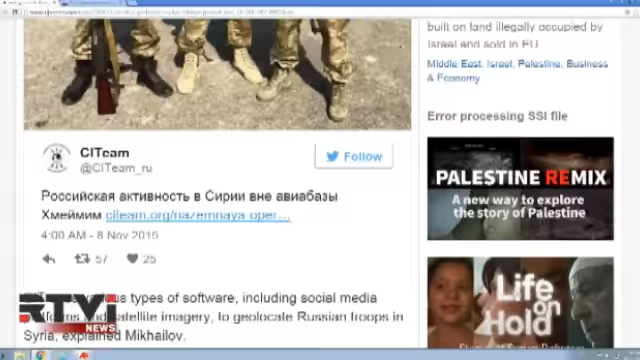 built on land illegally occupied by
Israel and sold in EU
Middle East, Israel, Palestine, Business
& Economy
Error processing SSI file
CITeam
@CITeam_ru
Follow
Российская активность в Сирии вне авиабазы
Хмеймим citeam.org/nazemnaya-oper…
4:00 AM - 8 Nov 2015
57
25
PALESTINE REMIX
A new way to explore
the story of Palestine
types of software, including social media
satellite imagery, to geolocate Russian troops in
Syria, explained Mikhailov.
RTVI
NEWS
Life
on
Hold